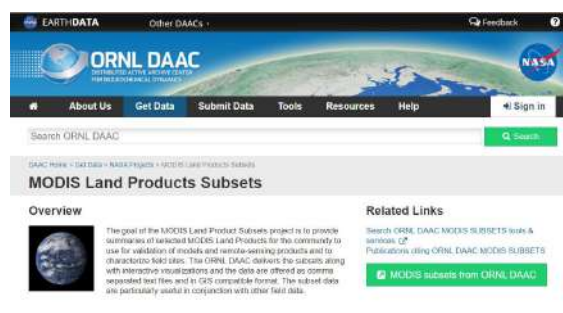 EARTHDATA Other DAACs Feedback ?
ORNL DAAC
DISTRIBUTED ACTIVE ARCHIVE CENTER
FOR BIOGEOCHEMICAL DYNAMICS
NASA
About Us Get Data Submit Data Tools Resources Help Sign in
Search ORNL DAAC Search
DAAC Home > Get Data > NASA Projects > MODIS Land Products Subsets
MODIS Land Products Subsets
Overview
The goal of the MODIS Land Product Subsets project is to provide
summaries of selected MODIS Land Products for the community to
use for validation of models and remote-sensing products and to
characterize field sites. The ORNL DAAC delivers the subsets along
with interactive visualizations and the data are offered as comma
separated text files and in GIS compatible format. The subset data
are particularly useful in conjunction with other field data.
Related Links
Search ORNL DAAC MODIS SUBSETS tools &
services
Publications citing ORNL DAAC MODIS SUBSETS
MODIS subsets from ORNL DAAC